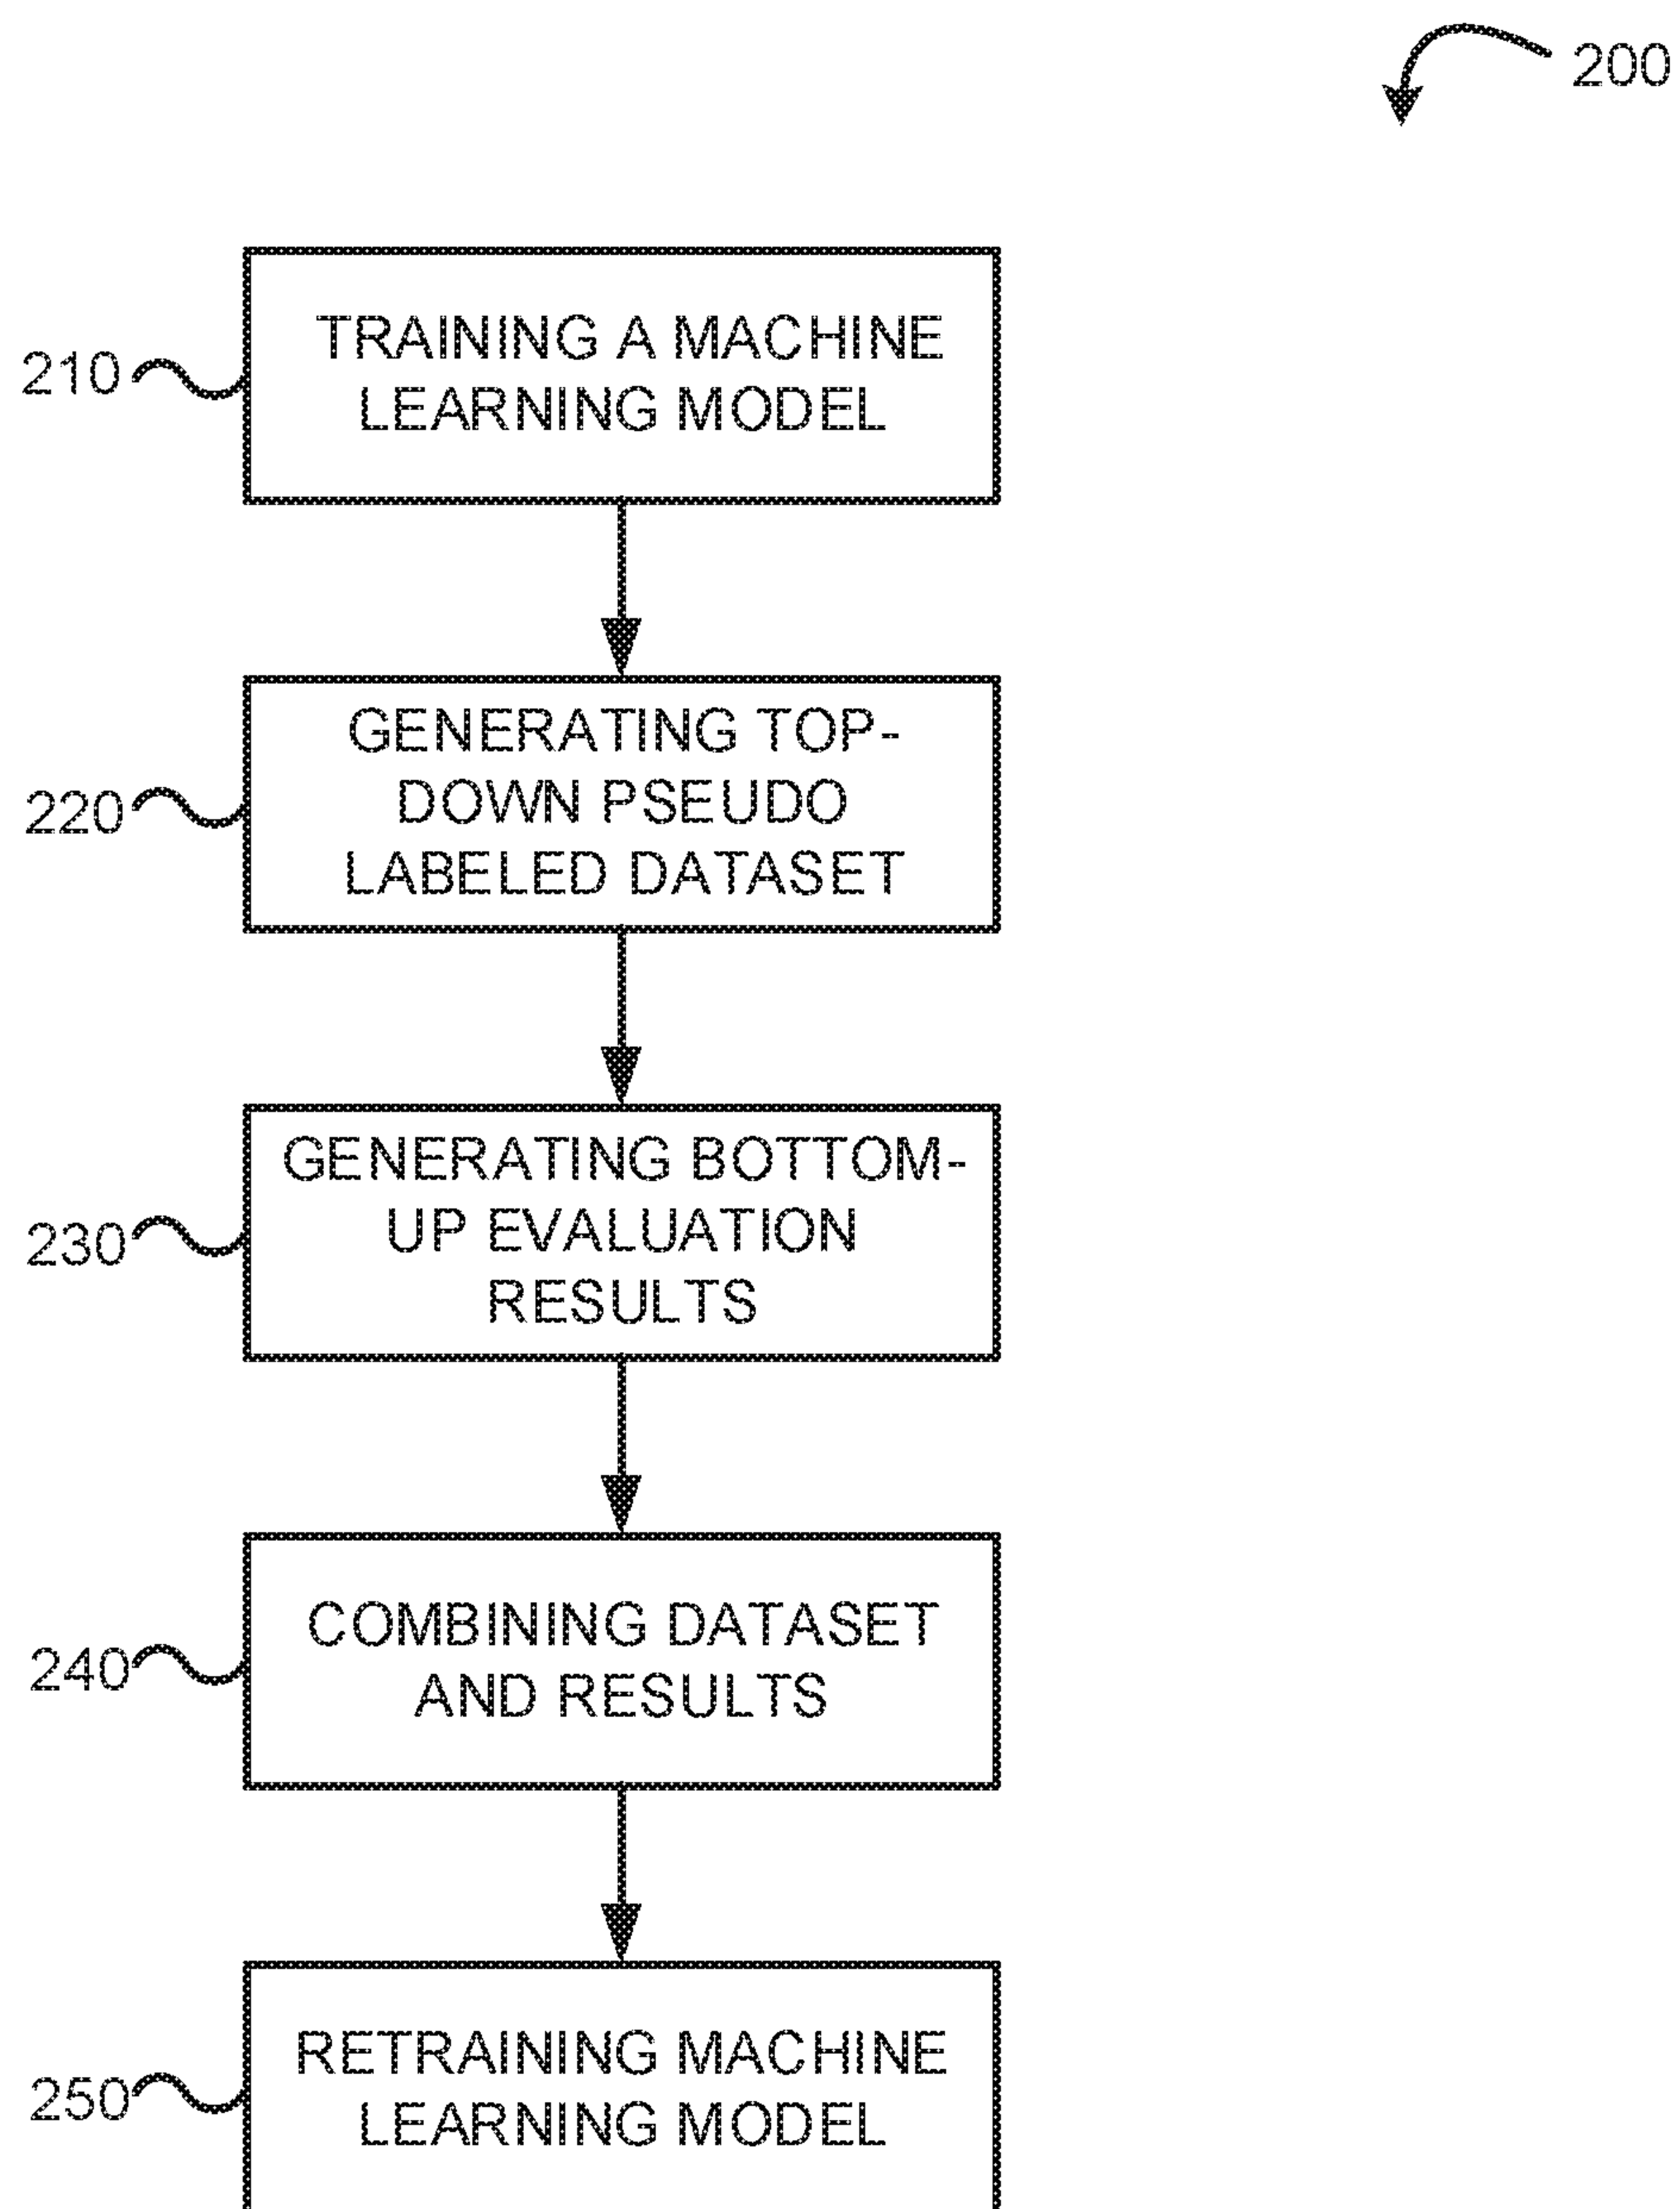 200
210
TRAINING A MACHINE
LEARNING MODEL
220
GENERATING TOP-
DOWN PSEUDO
LABELED DATASET
230
GENERATING BOTTOM-
UP EVALUATION
RESULTS
240
COMBINING DATASET
AND RESULTS
250
RETRAINING MACHINE
LEARNING MODEL